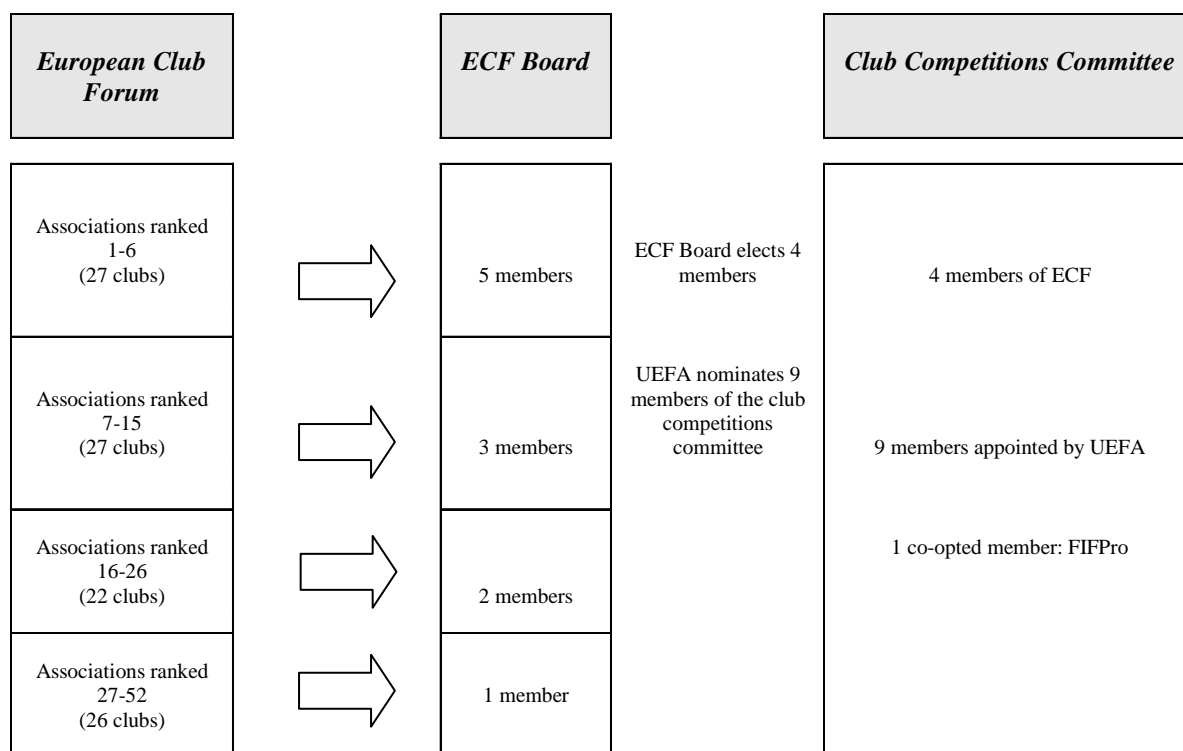 European Club
Forum
ECF Board
Club Competitions Committee
Associations ranked
1-6
(27 clubs)
5 members
ECF Board elects 4
members
4 members of ECF
Associations ranked
7-15
(27 clubs)
3 members
UEFA nominates 9
members of the club
competitions
committee
9 members appointed by UEFA
Associations ranked
16-26
(22 clubs)
2 members
1 co-opted member: FIFPro
Associations ranked
27-52
(26 clubs)
1 member